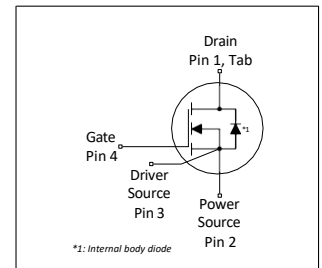 Drain
Pin 1, Tab
*1
Gate
Pin 4
Driver
Source
Pin 3
Power
Source
Pin 2
*1: Internal body diode